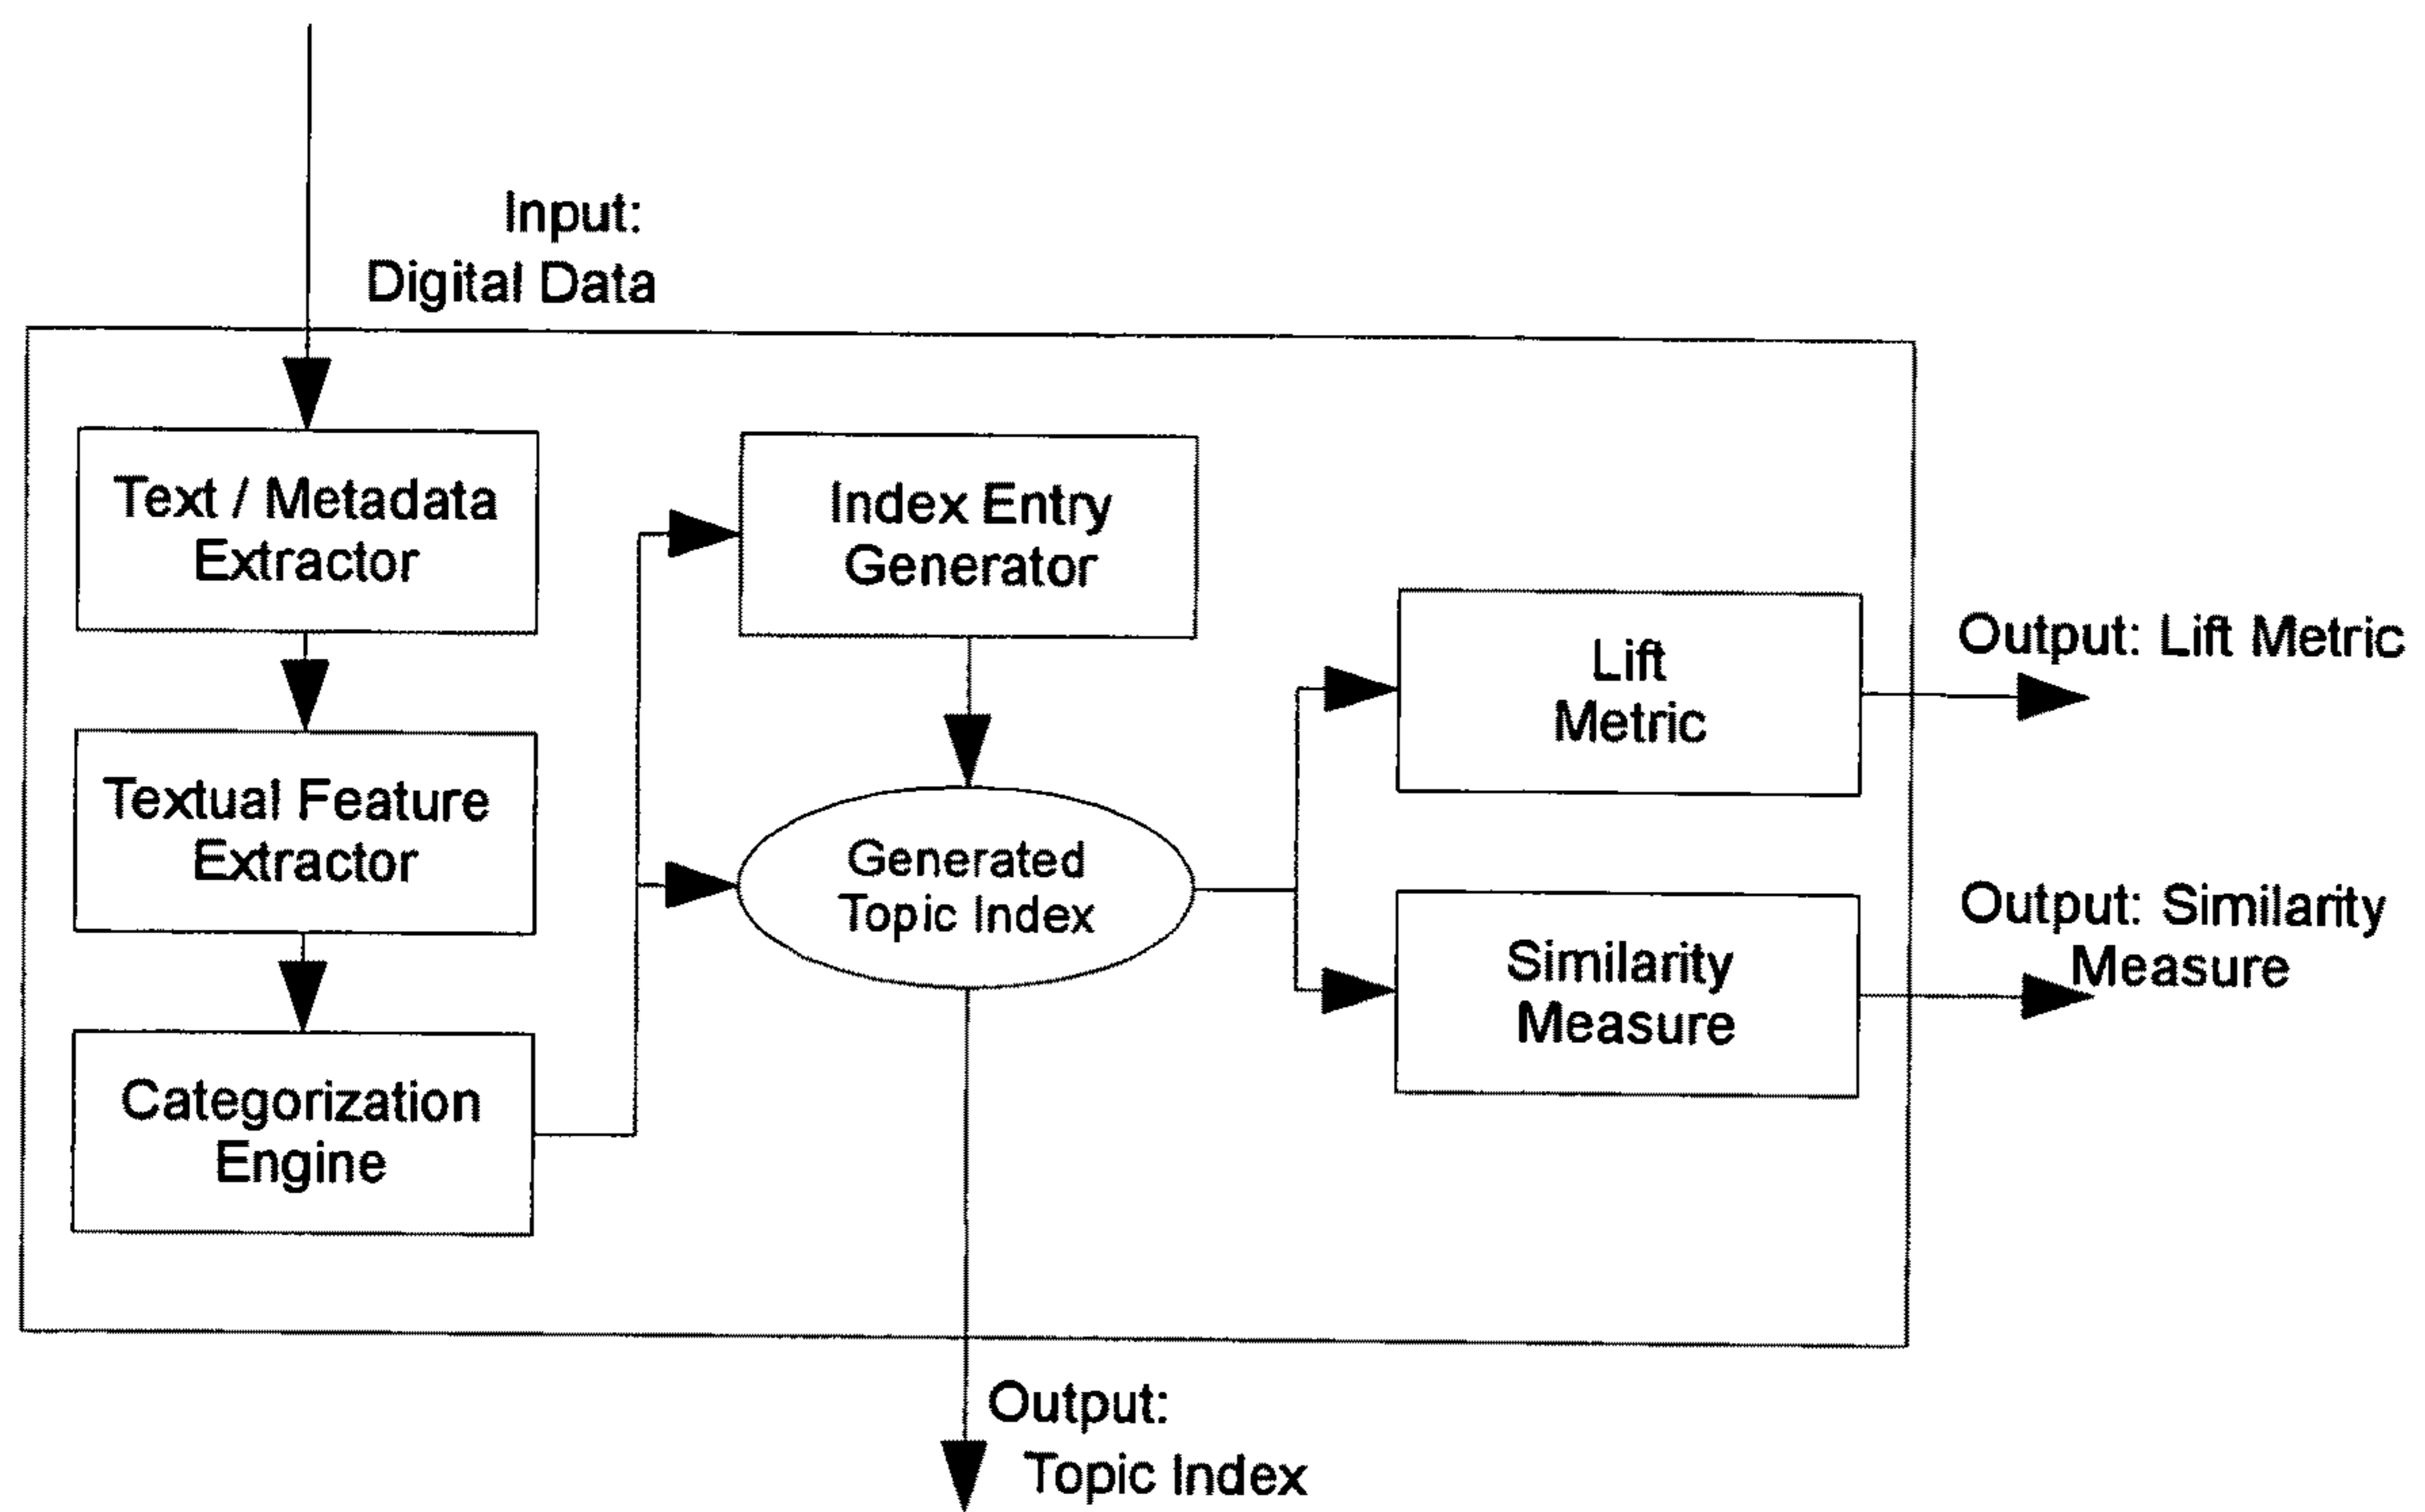 Input:
Digital Data
Text / Metadata
Extractor
Textual Feature
Extractor
Categorization
Engine
Index Entry
Generator
Generated
Topic Index
Lift
Metric
Similarity
Measure
Output: Lift Metric
Output: Similarity
Measure
Output:
Topic Index